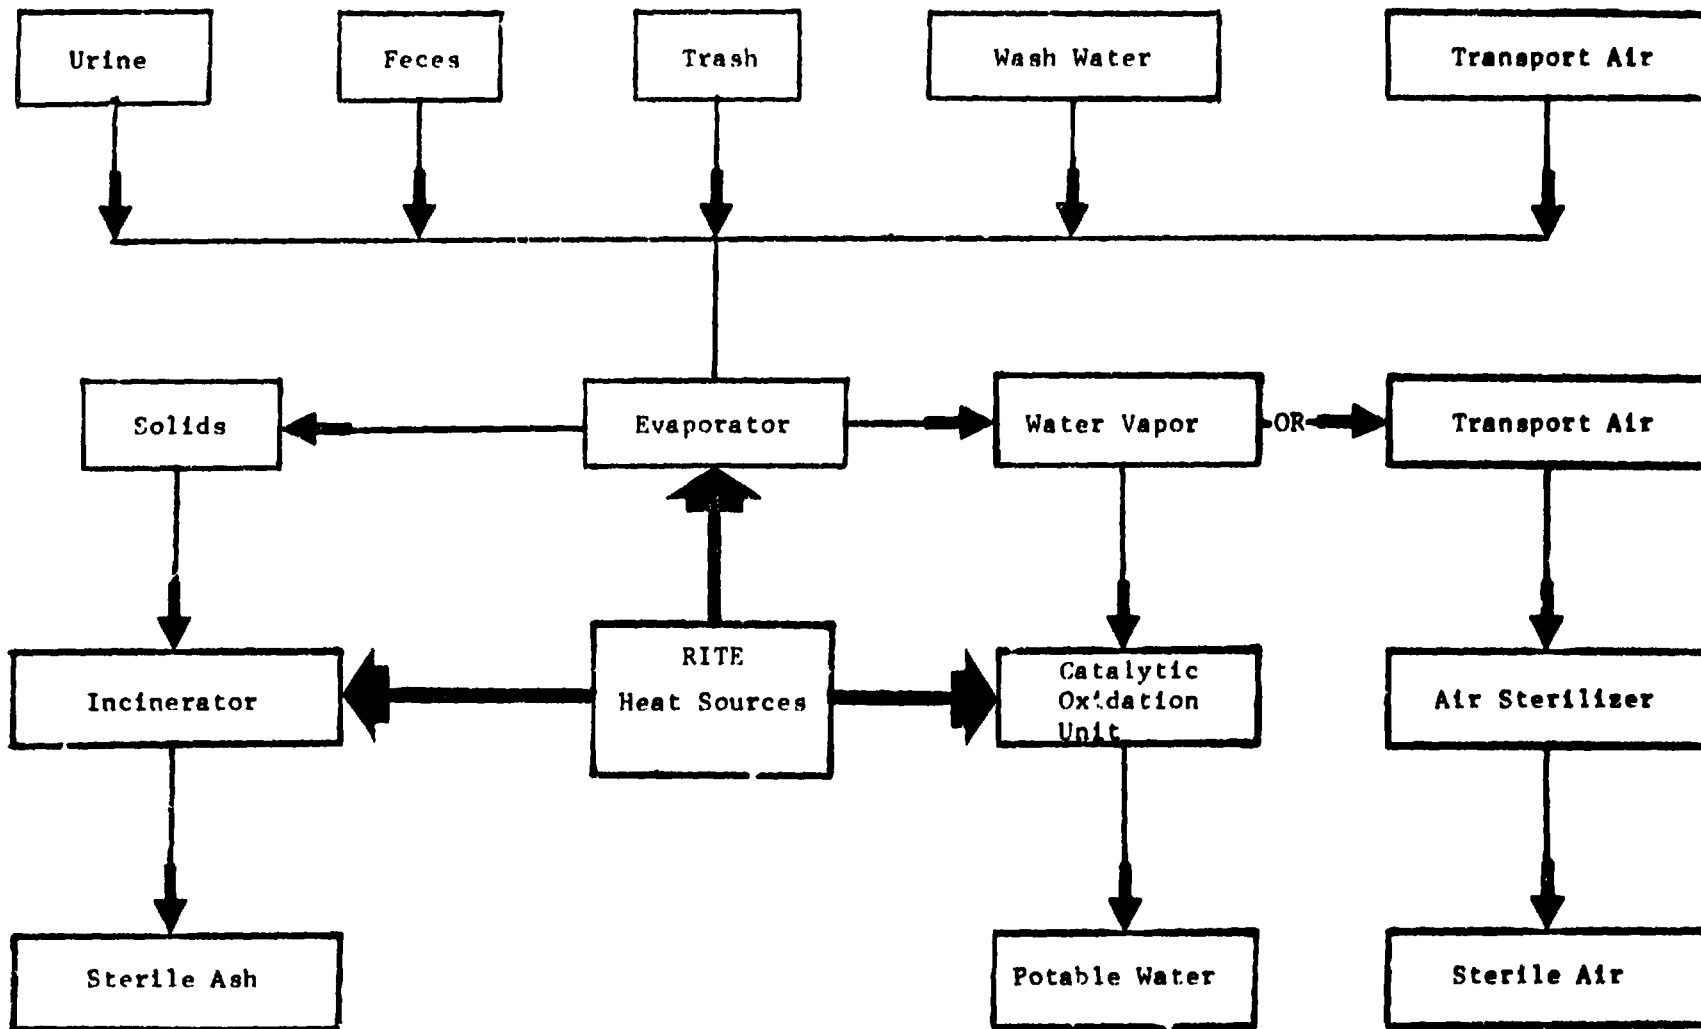 Urine
Feces
Trash
Wash Water
Transport Air
Solids
Evaporator
Water Vapor
OR
Transport Air
Incinerator
RITE
Heat Sources
Catalytic
Oxidation
Unit
Air Sterilizer
Sterile Ash
Potable Water
Sterile Air